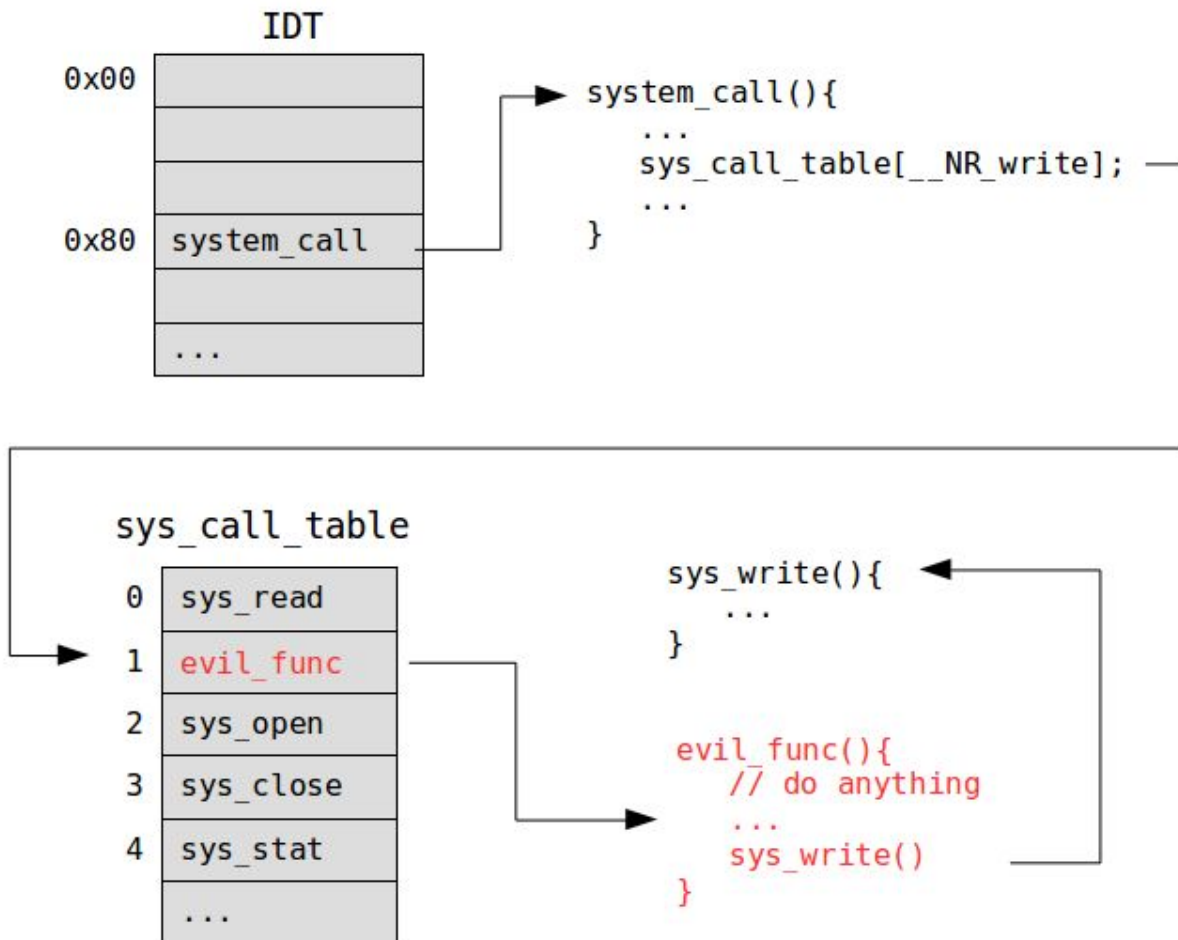 IDT
0x00
system_call(){
...
sys_call_table[__NR_write];
...
}
0x80 system_call
...
sys_call_table
0 sys_read
1 evil_func
2 sys_open
3 sys_close
4 sys_stat
...
sys_write(){
...
}
evil_func(){
// do anything
...
sys_write()
}